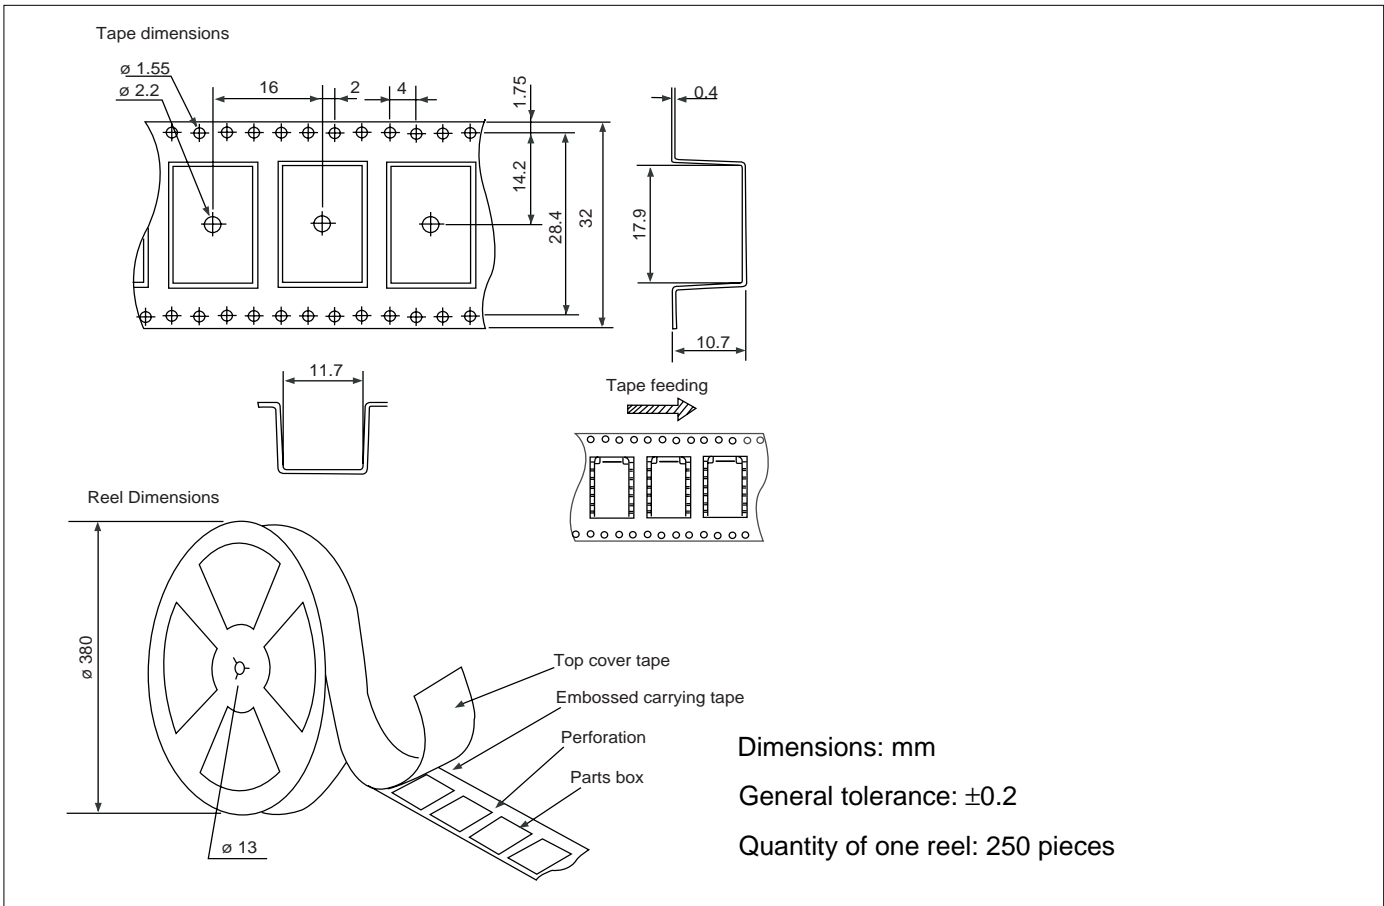 Tape dimensions
ø 1.55
ø 2.2
16
2
4
1.75
14.2
28.4
32
0.4
17.9
10.7
11.7
Tape feeding
Reel Dimensions
ø 380
ø 13
Top cover tape
Embossed carrying tape
Perforation
Parts box
Dimensions: mm
General tolerance: ±0.2
Quantity of one reel: 250 pieces